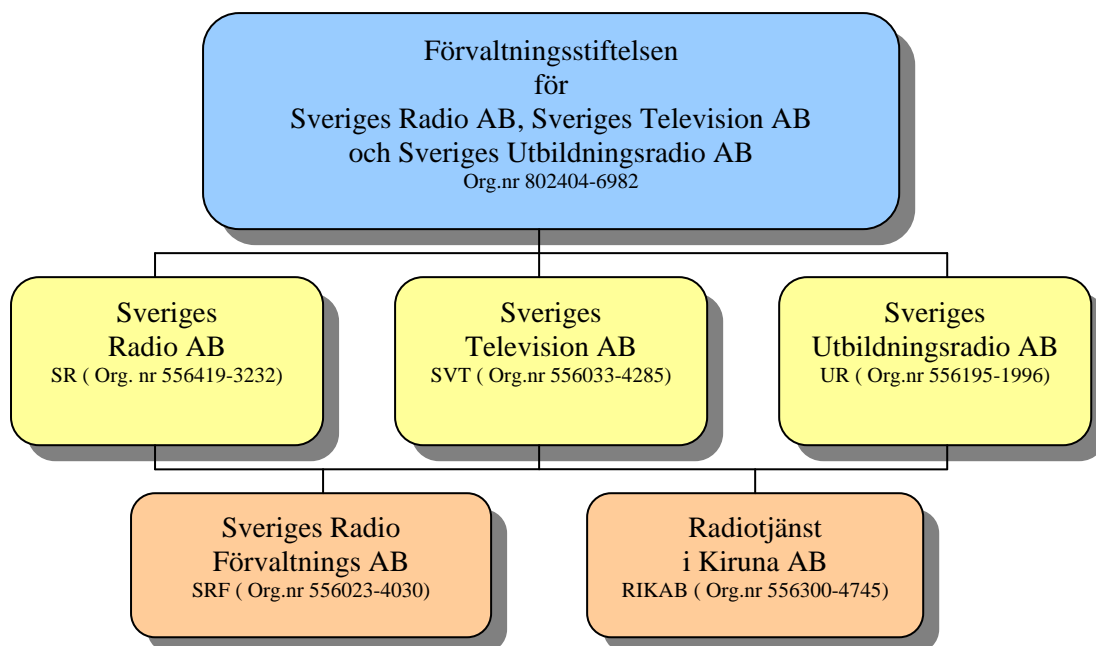 Förvaltningsstiftelsen
för
Sveriges Radio AB, Sveriges Television AB
och Sveriges Utbildningsradio AB
Org.nr 802404-6982
Sveriges
Radio AB
SR ( Org. nr 556419-3232)
Sveriges
Television AB
SVT ( Org.nr 556033-4285)
Sveriges
Utbildningsradio AB
UR ( Org.nr 556195-1996)
Sveriges Radio
Förvaltnings AB
SRF ( Org.nr 556023-4030)
Radiotjänst
i Kiruna AB
RIKAB ( Org.nr 556300-4745)